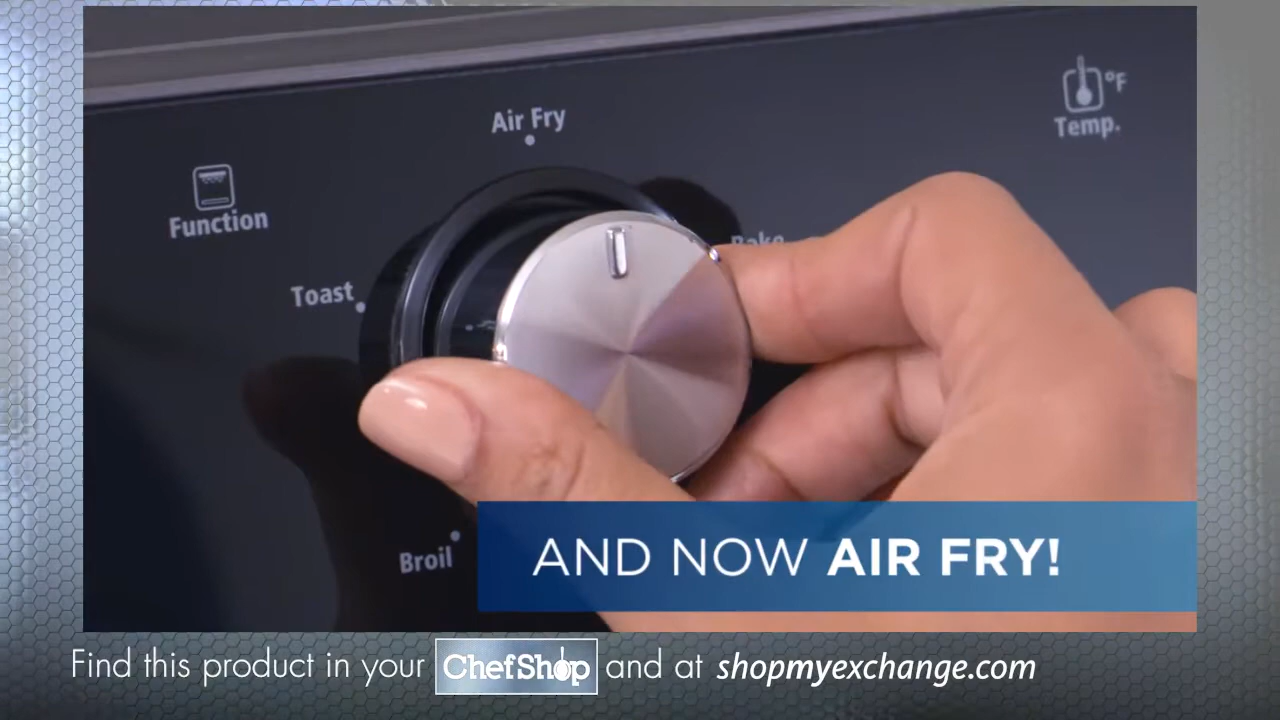 Air Fry
°F
Temp.
Function
Bake
Toast
Broil
AND NOW AIR FRY!
Find this product in your ChefShop and at shopmyexchange.com